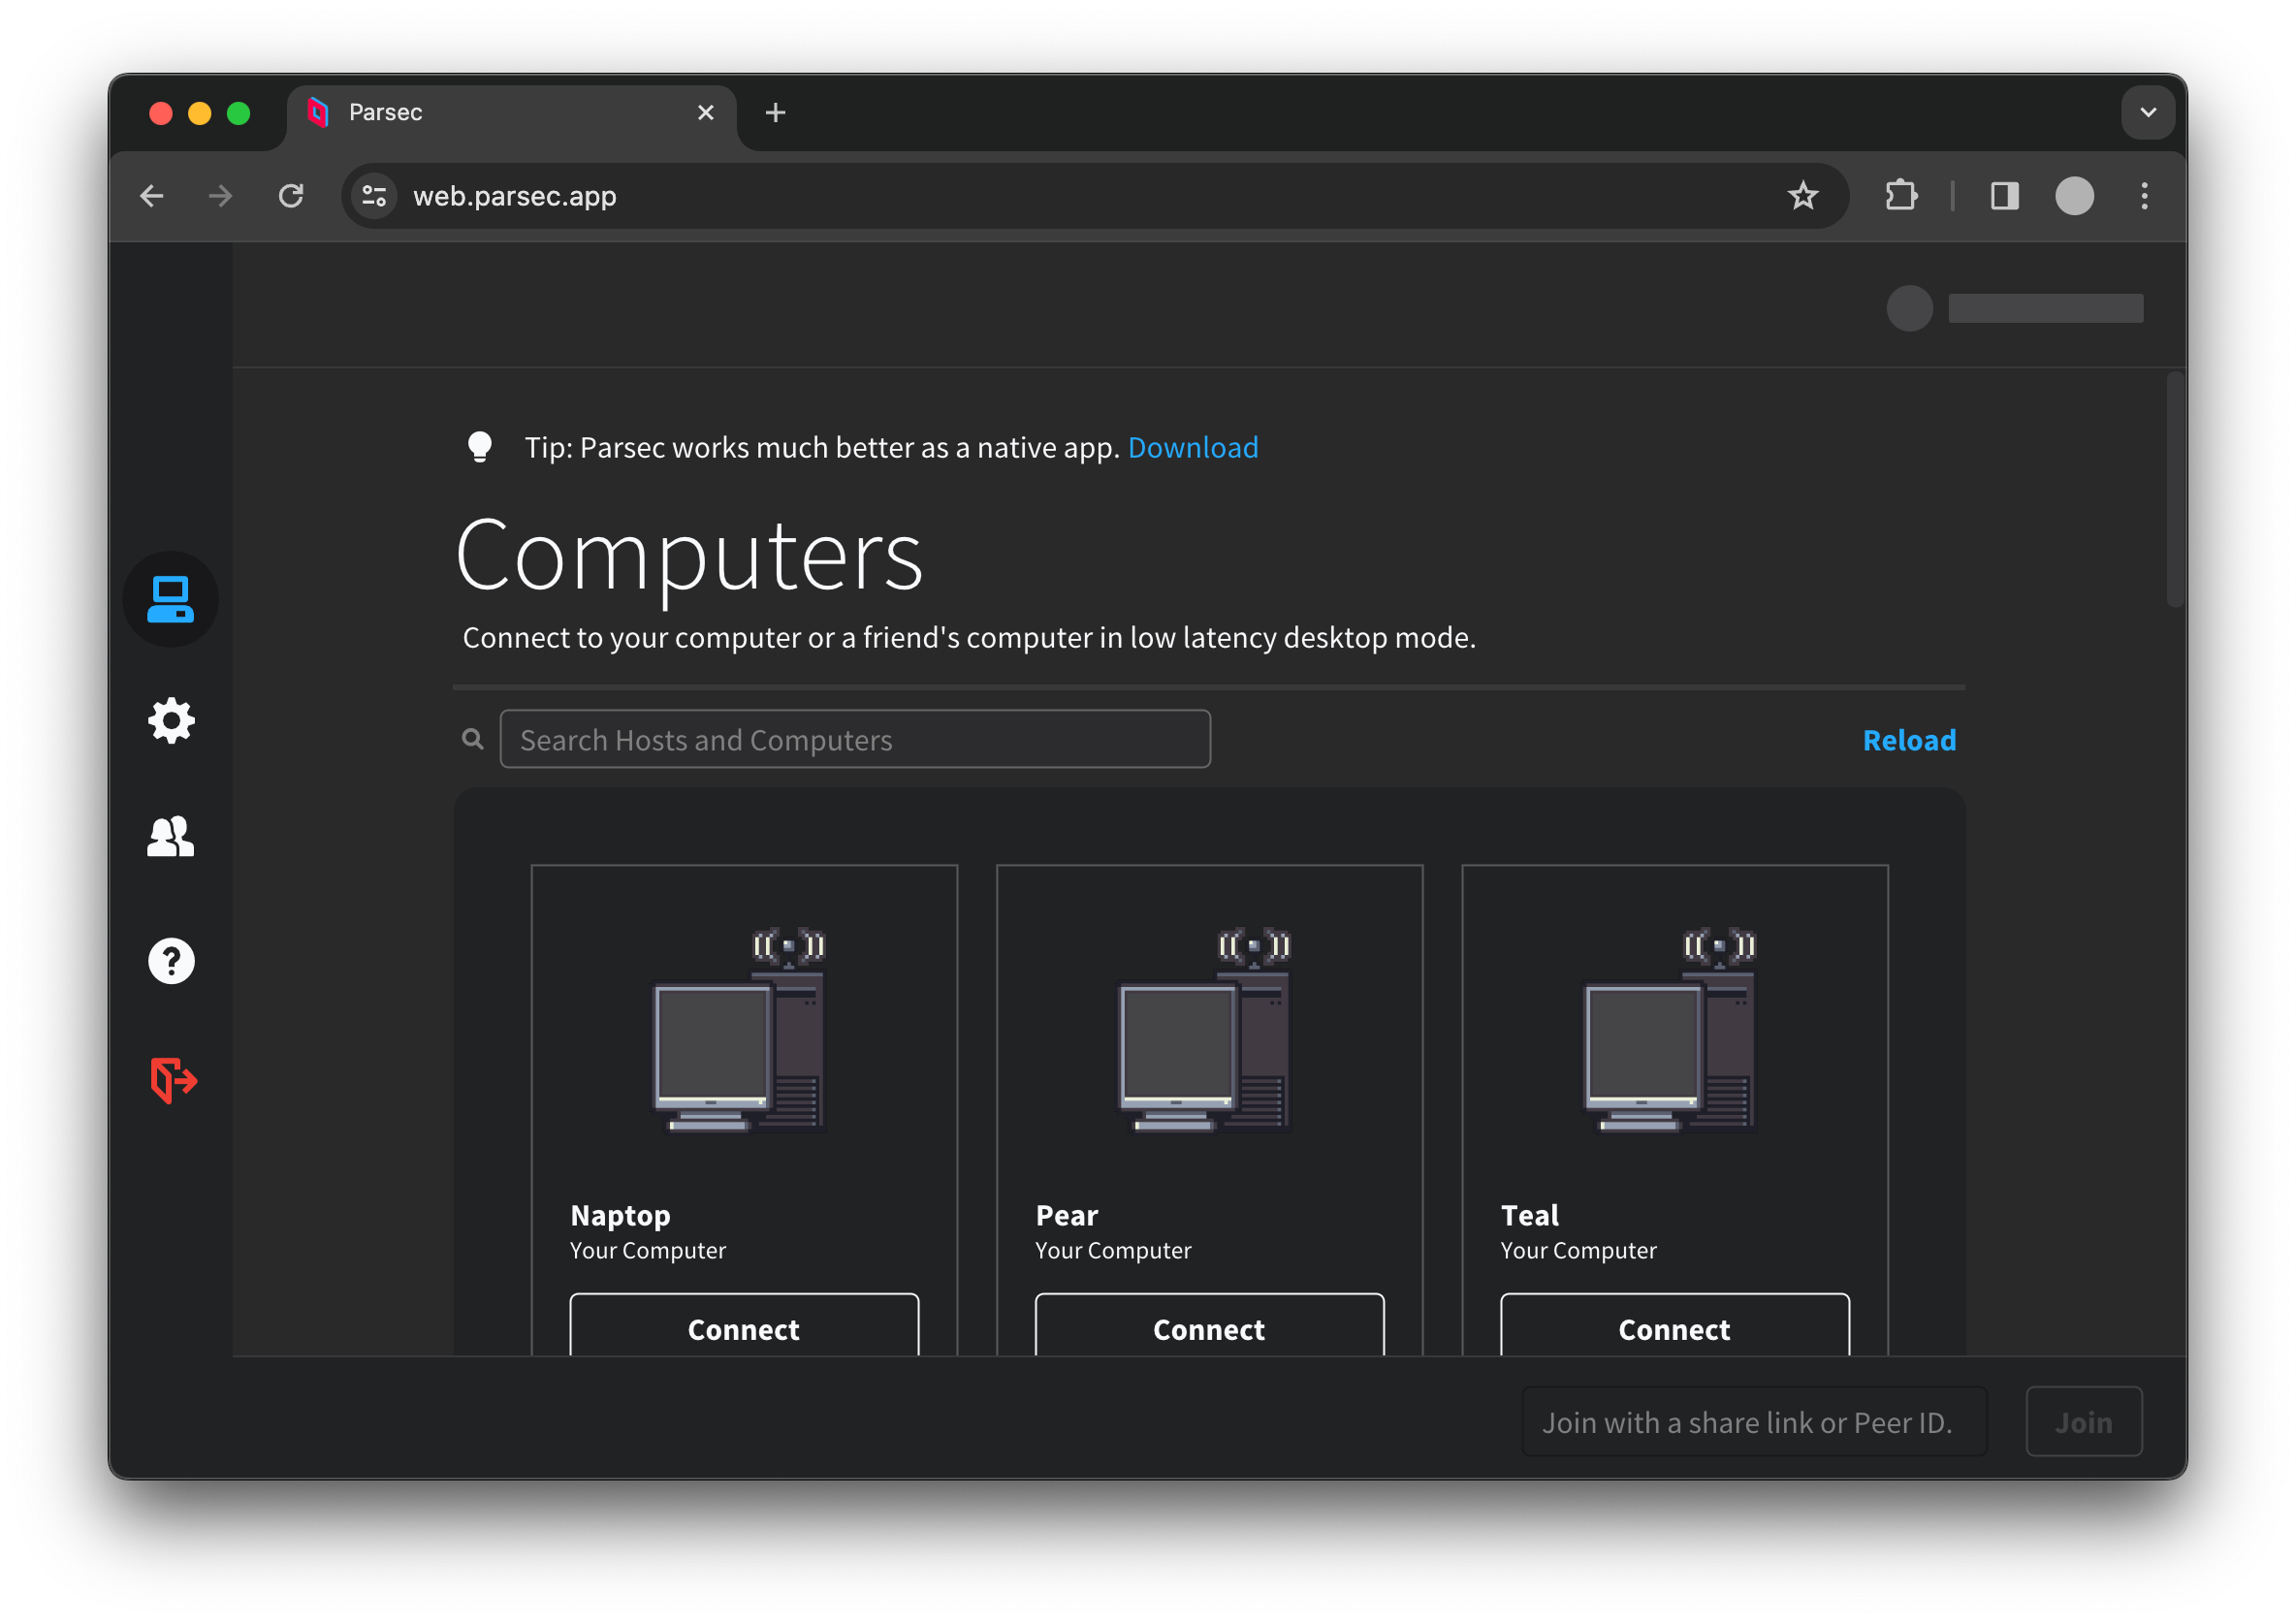 Parsec
web.parsec.app
Tip: Parsec works much better as a native app. Download
Computers
Connect to your computer or a friend's computer in low latency desktop mode.
Search Hosts and Computers
Reload
Naptop
Your Computer
Connect
Pear
Your Computer
Connect
Teal
Your Computer
Connect
Join with a share link or Peer ID.
Join